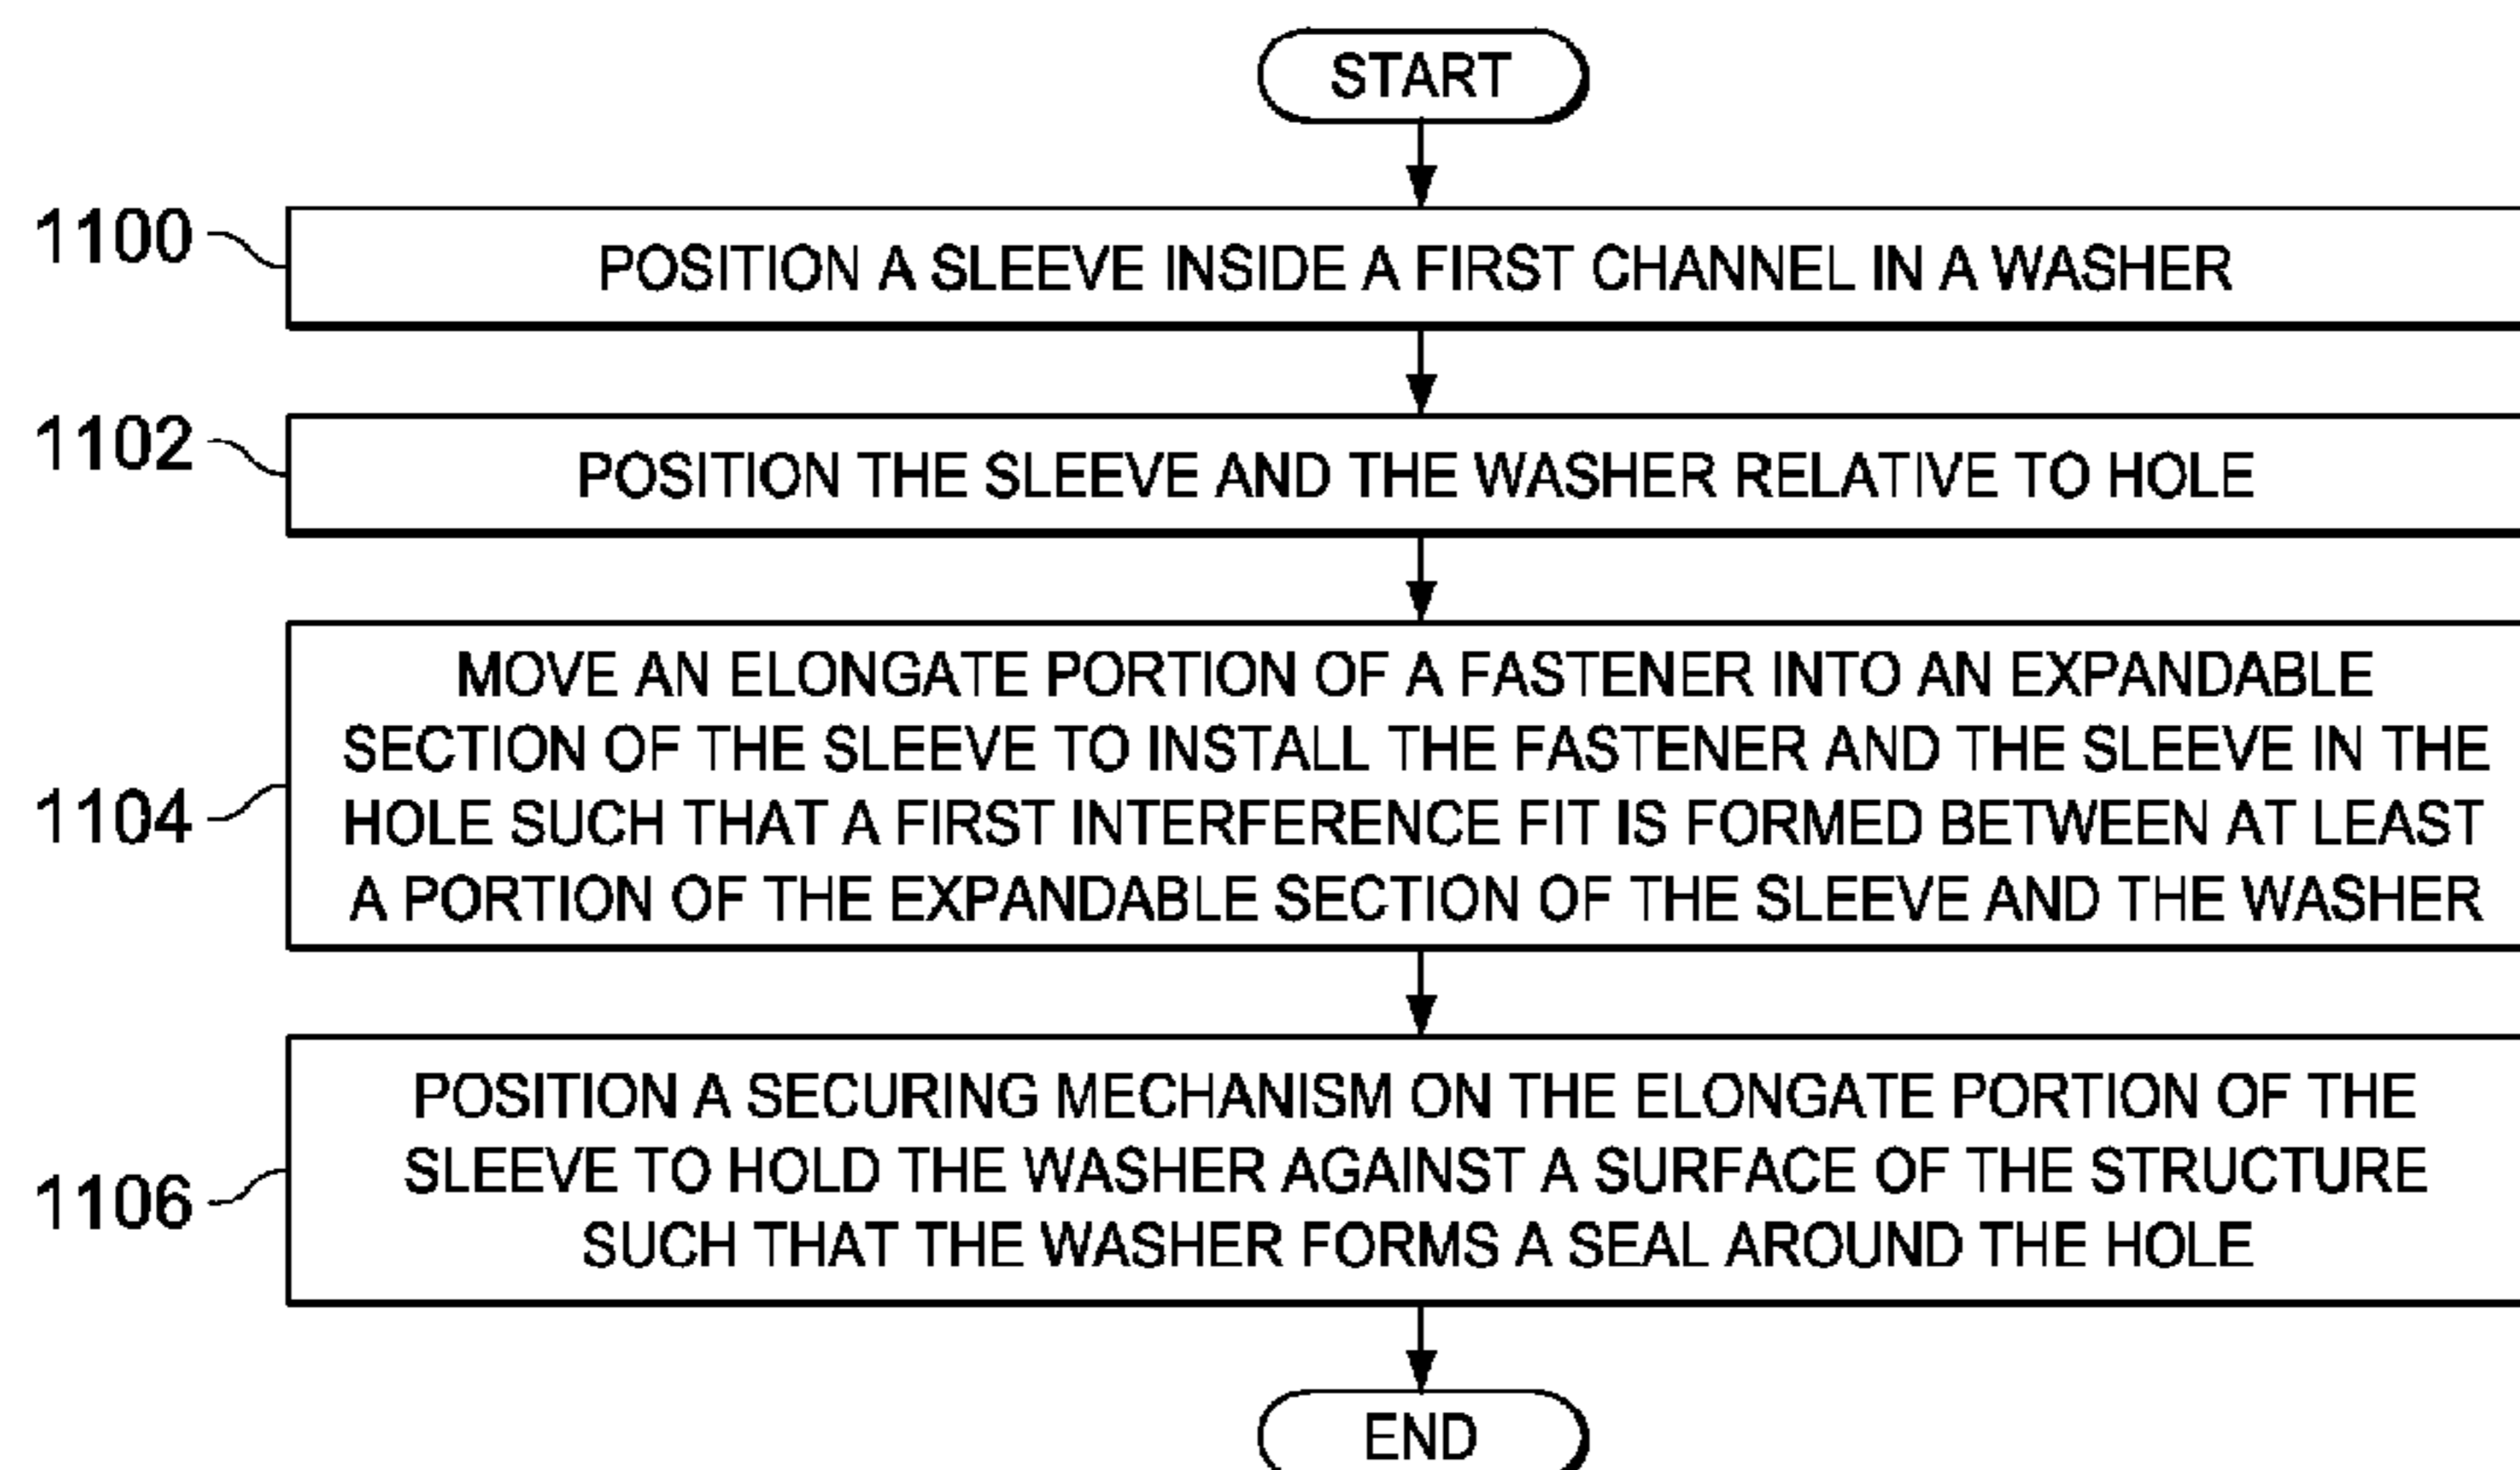 START
1100
POSITION A SLEEVE INSIDE A FIRST CHANNEL IN A WASHER
1102
POSITION THE SLEEVE AND THE WASHER RELATIVE TO HOLE
1104
MOVE AN ELONGATE PORTION OF A FASTENER INTO AN EXPANDABLE
SECTION OF THE SLEEVE TO INSTALL THE FASTENER AND THE SLEEVE IN THE
HOLE SUCH THAT A FIRST INTERFERENCE FIT IS FORMED BETWEEN AT LEAST
A PORTION OF THE EXPANDABLE SECTION OF THE SLEEVE AND THE WASHER
1106
POSITION A SECURING MECHANISM ON THE ELONGATE PORTION OF THE
SLEEVE TO HOLD THE WASHER AGAINST A SURFACE OF THE STRUCTURE
SUCH THAT THE WASHER FORMS A SEAL AROUND THE HOLE
END